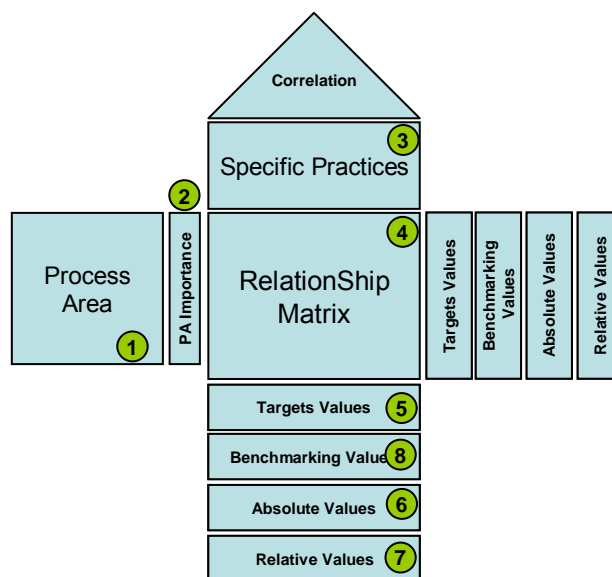 Correlation
Specific Practices
3
2
Process
Area
1
PA Importance
RelationShip
Matrix
4
Targets Values
Benchmarking
Values
Absolute Values
Relative Values
Targets Values
5
Benchmarking Value
8
Absolute Values
6
Relative Values
7